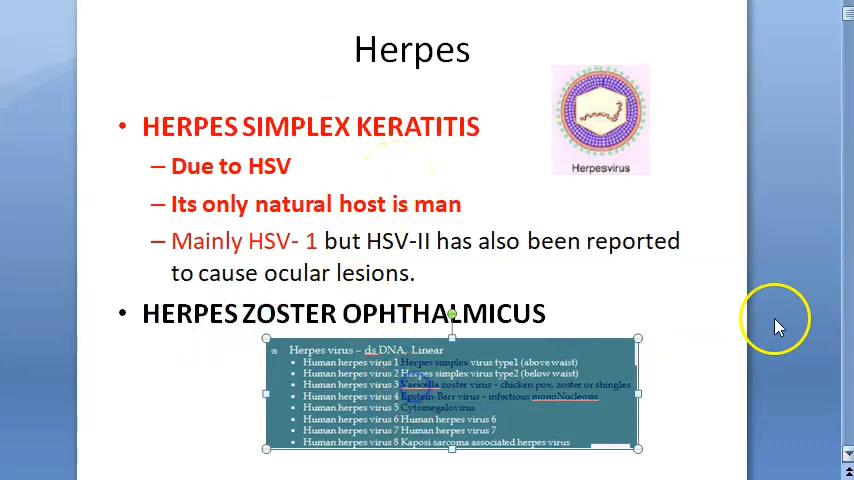 Herpes
• HERPES SIMPLEX KERATITIS
Herpesvirus
– Due to HSV
– Its only natural host is man
– Mainly HSV- 1 but HSV-II has also been reported
to cause ocular lesions.
• HERPES ZOSTER OPHTHALMICUS
Herpes virus – ds DNA, Linear
▪ Human herpes virus 1 Herpes simplex virus type1 (above waist)
▪ Human herpes virus 2 Herpes simplex virus type2 (below waist)
▪ Human herpes virus 3 Varicella zoster virus – chicken pox, zoster or shingles
▪ Human herpes virus 4 Epstein-Barr virus – infectious monoNucleosis
▪ Human herpes virus 5 Cytomegalovirus
▪ Human herpes virus 6 Human herpes virus 6
▪ Human herpes virus 7 Human herpes virus 7
▪ Human herpes virus 8 Kaposi sarcoma associated herpes virus